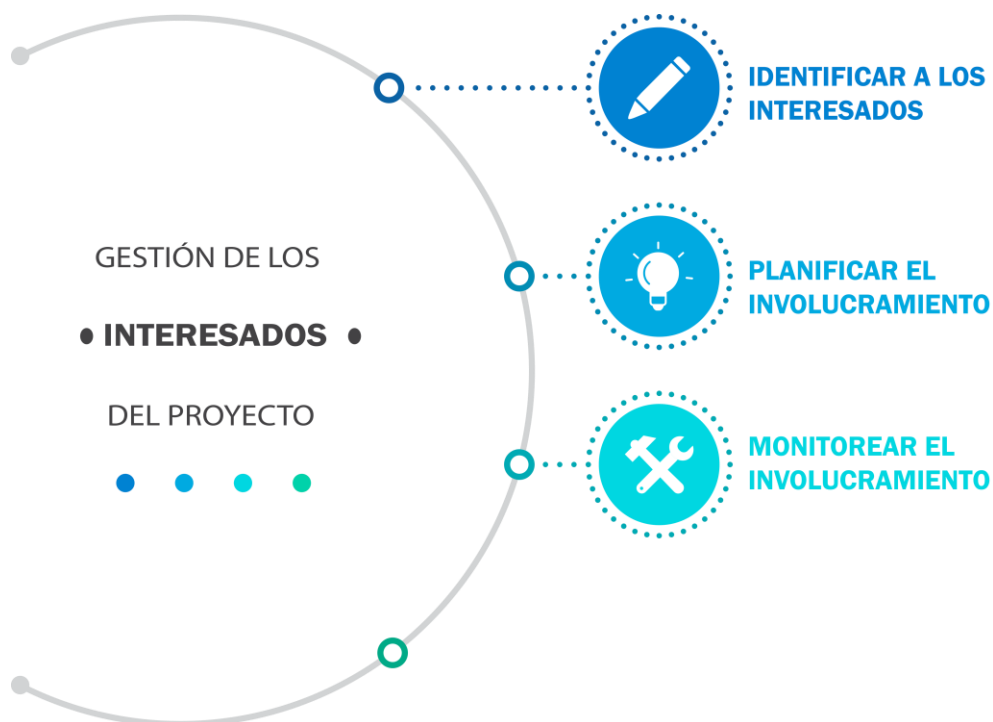 GESTIÓN DE LOS
• INTERESADOS •
DEL PROYECTO
IDENTIFICAR A LOS
INTERESADOS
PLANIFICAR EL
INVOLUCRAMIENTO
MONITOREAR EL
INVOLUCRAMIENTO